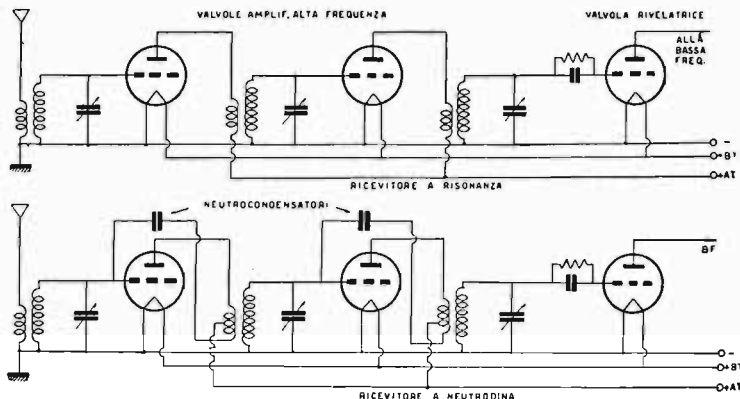 VALVOLE AMPLIF. ALTA FREQUENZA
VALVOLA RIVELATRICE
ALLA
BASSA
FREQ.
-
+BT
+AT
RICEVITORE A RISONANZA
NEUTROCONDENSATORI
BF
-
+BT
+AT
RICEVITORE A NEUTRODINA